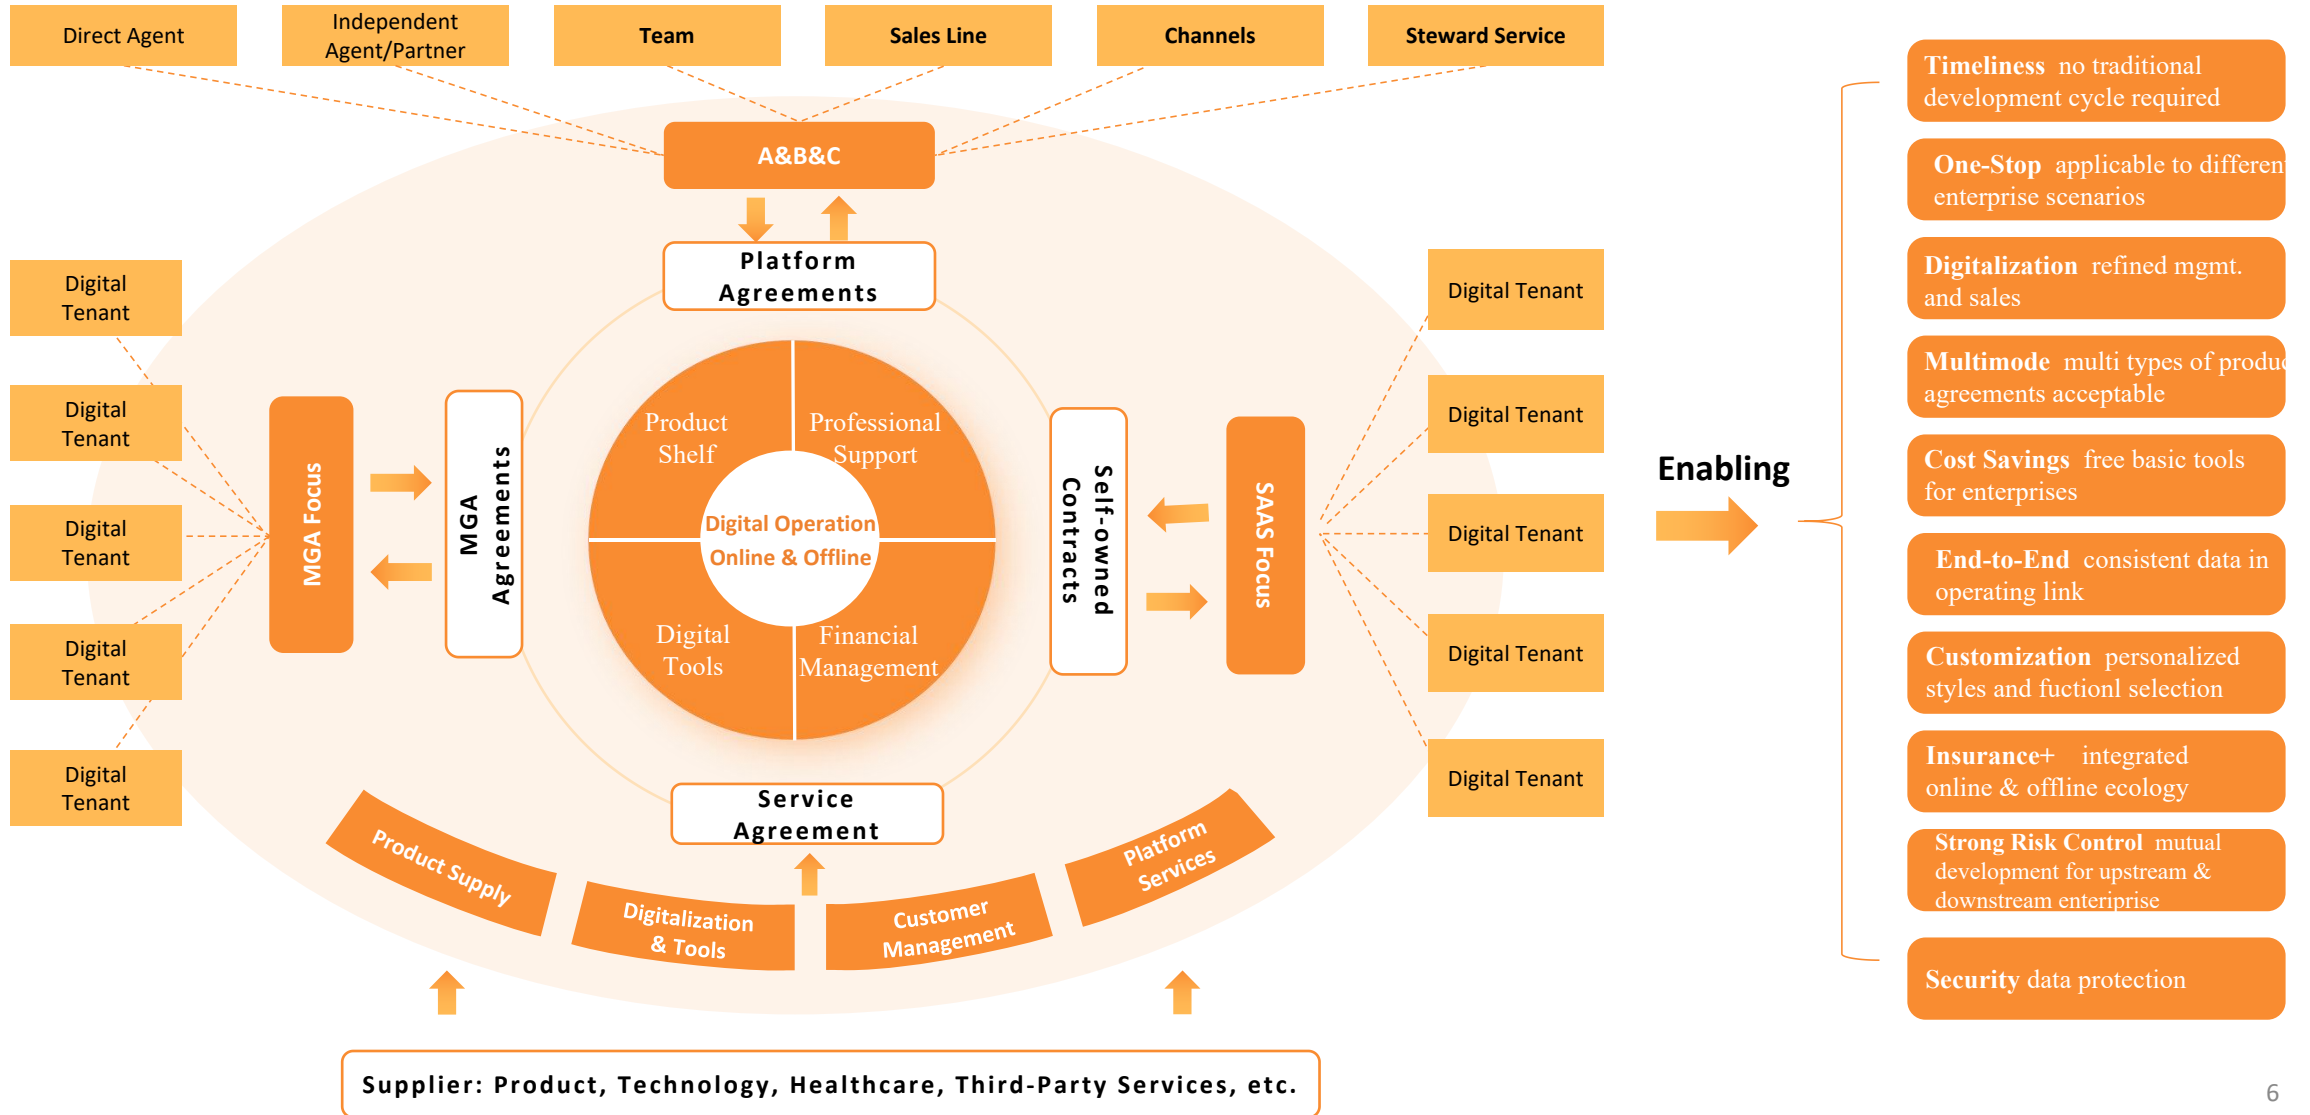 Direct Agent
Independent
Agent/Partner
Team
Sales Line
Channels
Steward Service
A&B&C
Platform
Agreements
Digital
Tenant
Digital
Tenant
Digital
Tenant
Digital
Tenant
Digital
Tenant
MGA Focus
MGA
Agreements
Product
Shelf
Professional
Support
Digital Operation
Online & Offline
Digital
Tools
Financial
Management
Self-owned
Contracts
SAAS Focus
Digital Tenant
Digital Tenant
Digital Tenant
Digital Tenant
Digital Tenant
Service
Agreement
Product Supply
Digitalization
& Tools
Customer
Management
Platform
Services
Supplier: Product, Technology, Healthcare, Third-Party Services, etc.
Enabling
Timeliness no traditional
development cycle required
One-Stop applicable to differen
enterprise scenarios
Digitalization refined mgmt.
and sales
Multimode multi types of produc
agreements acceptable
Cost Savings free basic tools
for enterprises
End-to-End consistent data in
operating link
Customization personalized
styles and fuctionl selection
Insurance+ integrated
online & offline ecology
Strong Risk Control mutual
development for upstream &
downstream enteriprise
Security data protection
6